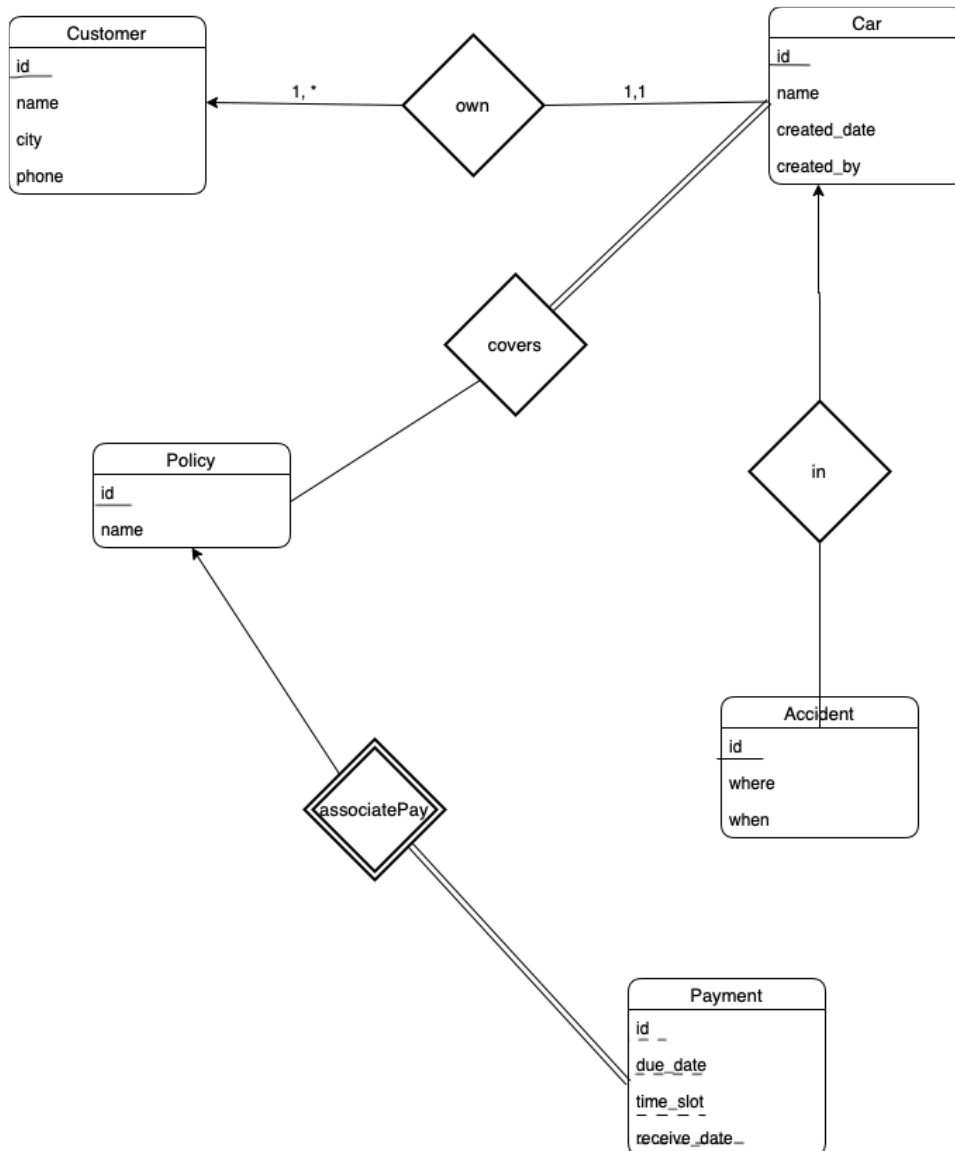 Customer
id
name
city
phone
1, *
own
1,1
Car
id
name
created_date
created_by
covers
Policy
id
name
in
Accident
id
where
when
associatePay
Payment
id
due_date
time_slot
receive_date